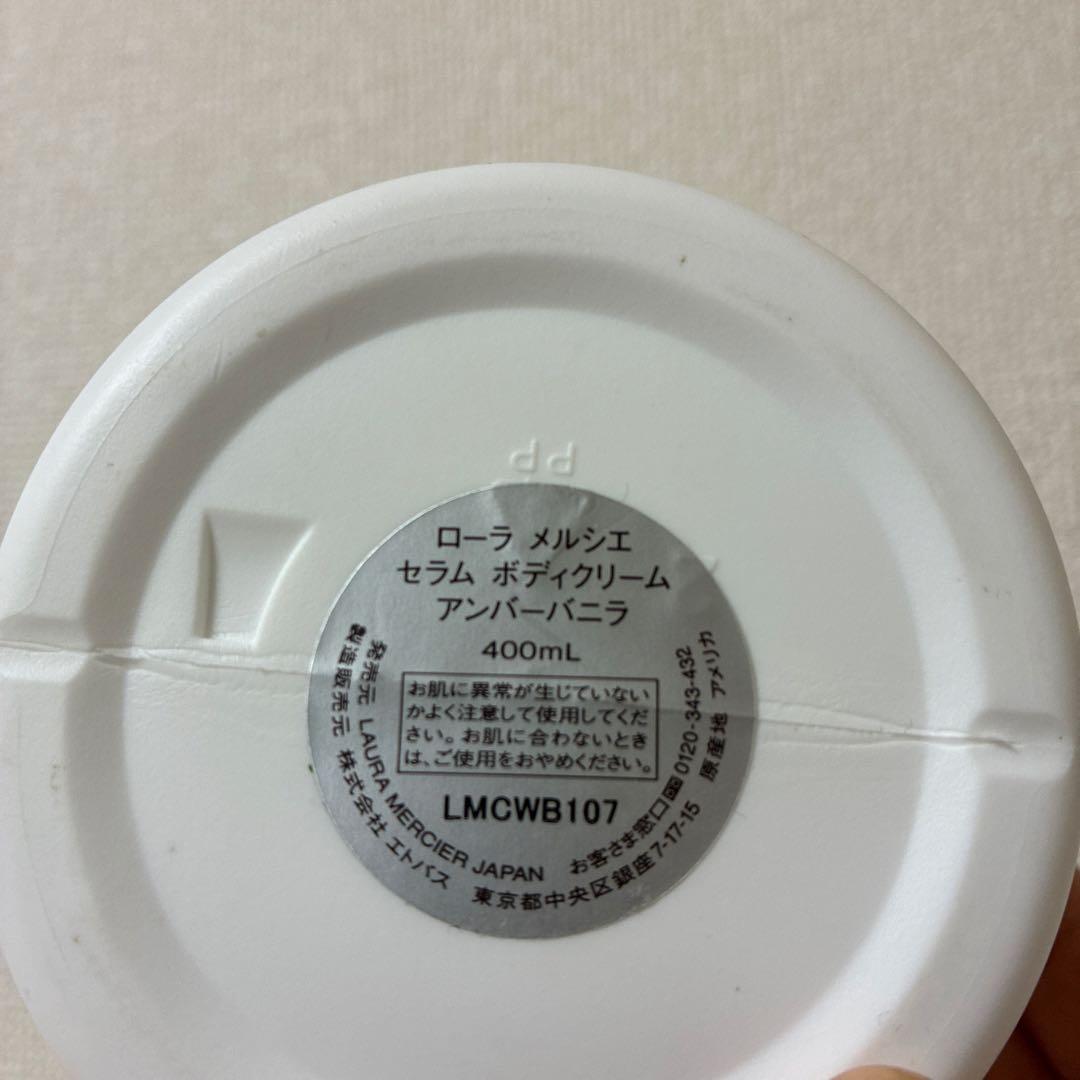 PP
ローラ メルシエ
セラム ボディクリーム
アンバーバニラ
400mL
お肌に異常が生じていない
かよく注意して使用してくだ
さい。お肌に合わないとき
は、ご使用をおやめください。
LMCWB107
発売元 LAURA MERCIER JAPAN お客さま窓口 0120-343-432
製造販売元 株式会社 エトバス 東京都中央区銀座7-17-15 原産地 アメリカ